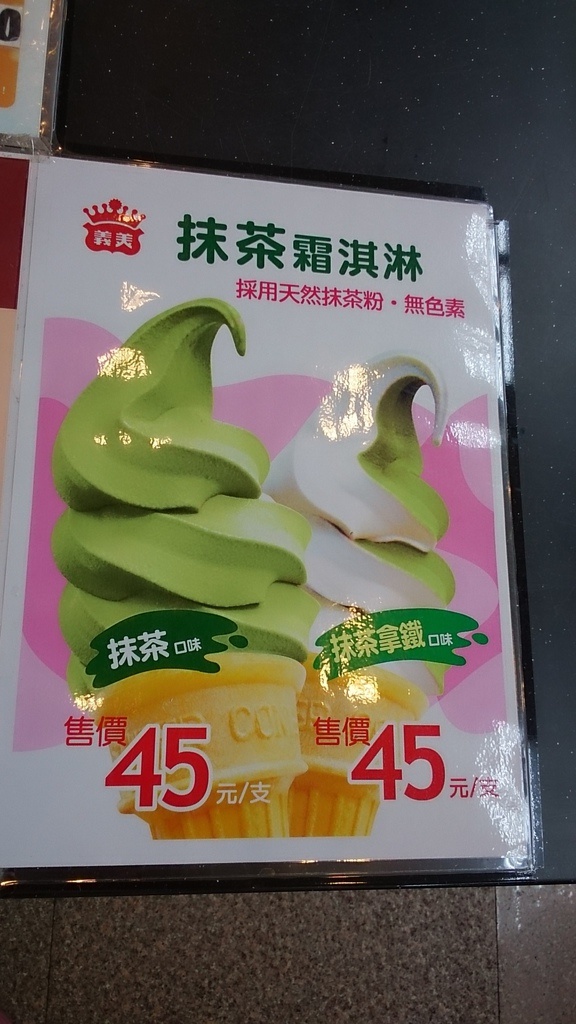 0
義美
抹茶霜淇淋
採用天然抹茶粉・無色素
抹茶口味
抹茶拿鐵口味
售價45元/支
售價45元/支